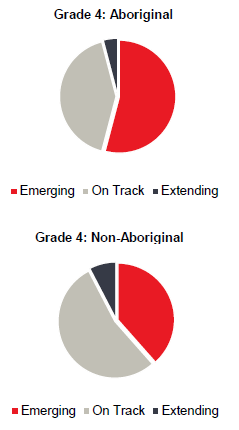 Grade 4: Aboriginal
Emerging On Track Extending
Grade 4: Non-Aboriginal
Emerging On Track Extending